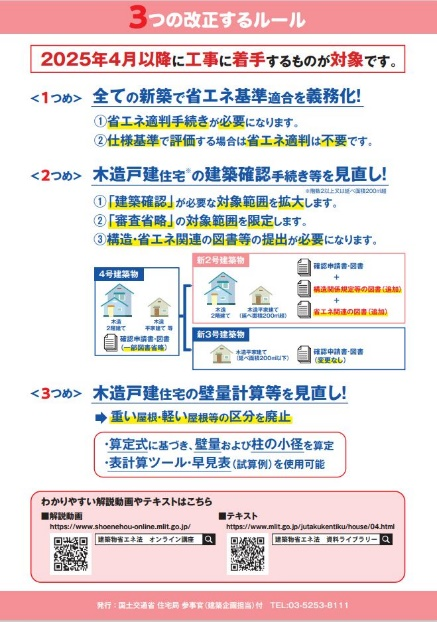 3つの改正するルール
2025年4月以降に工事に着手するものが対象です。
<1つめ> 全ての新築で省エネ基準適合を義務化!
①省エネ適判手続きが必要になります。
②仕様基準で評価する場合は省エネ適判は不要です。
<2つめ> 木造戸建住宅※の建築確認手続き等を見直し!
※階数2以上又は延べ面積200㎡超
①「建築確認」が必要な対象範囲を拡大します。
②「審査省略」の対象範囲を限定します。
③構造・省エネ関連の図書等の提出が必要になります。
4号建築物
木造
2階建て
木造
平家建て 等
確認申請書・図書
(一部図書省略)
新2号建築物
木造
2階建て
木造平家建て
(延べ面積200㎡超)
確認申請書・図書
+
構造関係規定等の図書(追加)
+
省エネ関連の図書(追加)
新3号建築物
木造平家建て
(延べ面積200㎡以下)
確認申請書・図書
(変更なし)
<3つめ> 木造戸建住宅の壁量計算等を見直し!
➡ 重い屋根・軽い屋根等の区分を廃止
・算定式に基づき、壁量および柱の小径を算定
・表計算ツール・早見表(試算例)を使用可能
わかりやすい解説動画やテキストはこちら
■解説動画
https://www.shoenehou-online.mlit.go.jp/
建築物省エネ法 オンライン講座
■テキスト
https://www.mlit.go.jp/jutakukentiku/house/04.html
建築物省エネ法 資料ライブラリー
発行:国土交通省 住宅局 参事官(建築企画担当)付 TEL:03-5253-8111